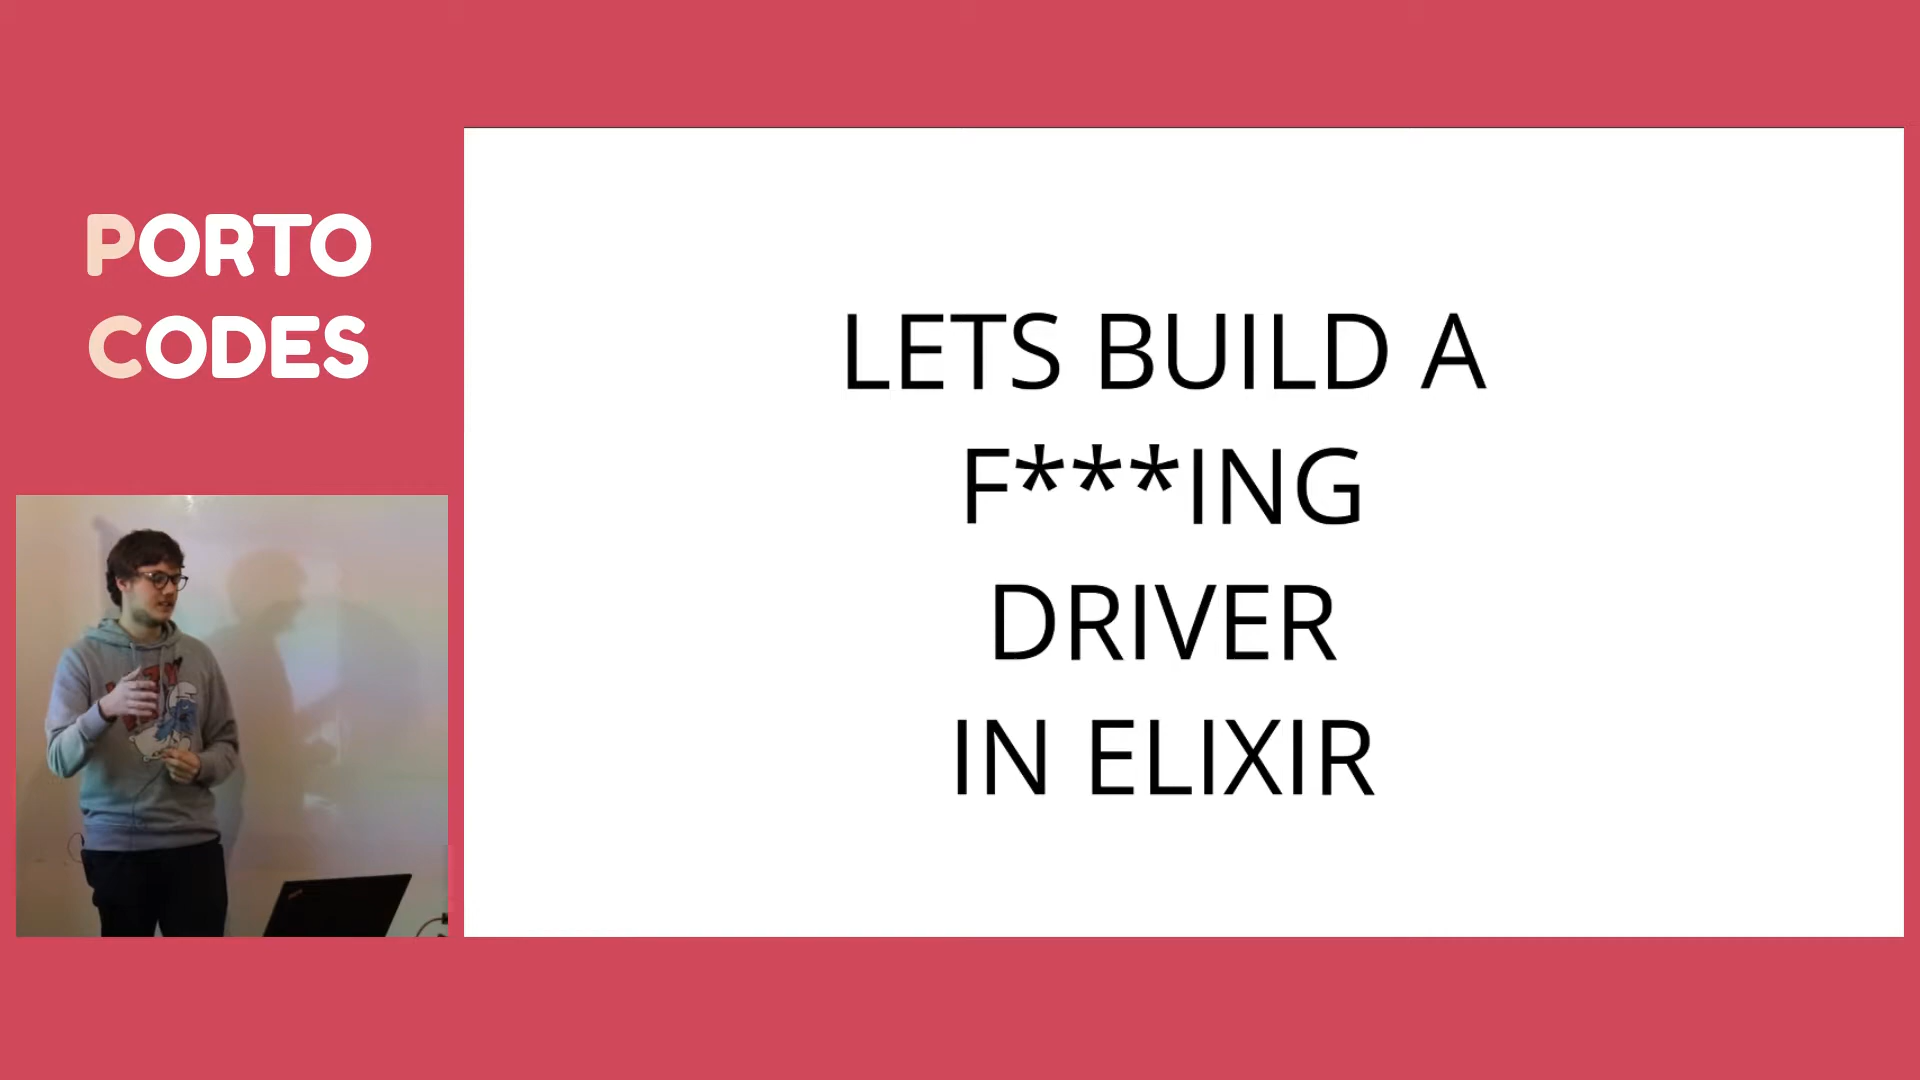 PORTO
CODES
LETS BUILD A
F***ING
DRIVER
IN ELIXIR